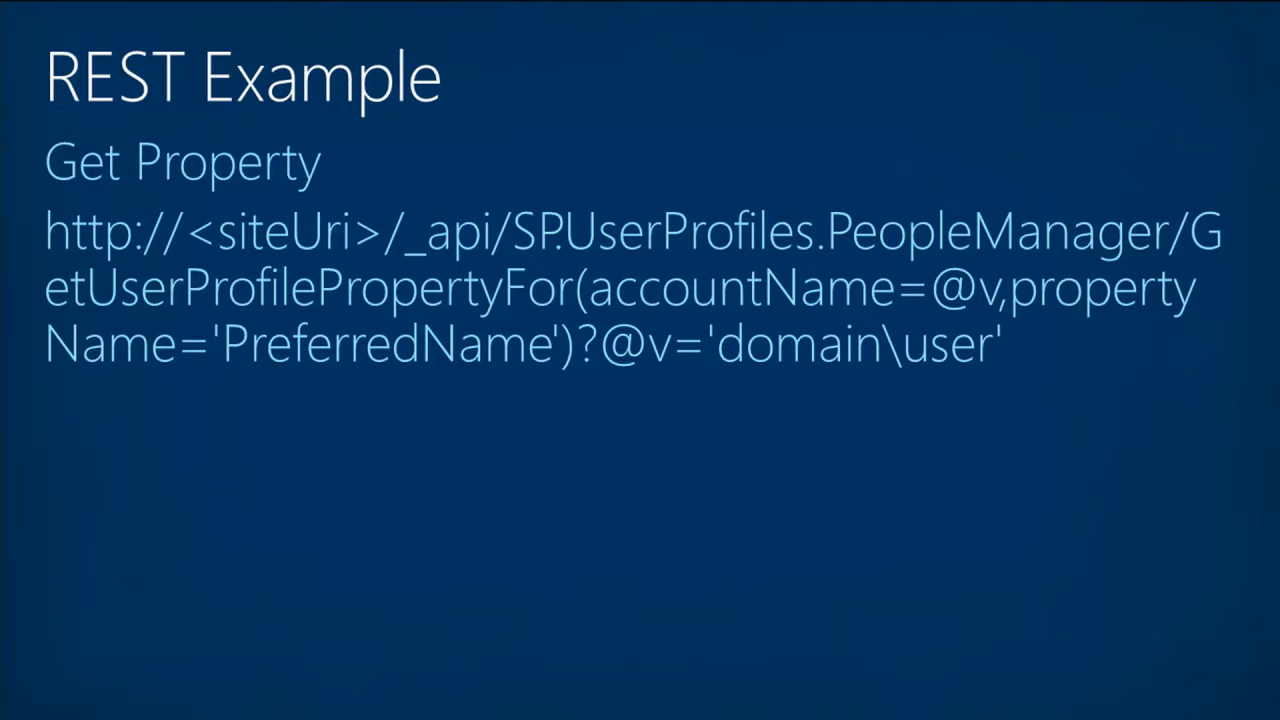 REST Example
Get Property
http://<siteUri>/_api/SP.UserProfiles.PeopleManager/G
etUserProfilePropertyFor(accountName=@v,property
Name='PreferredName')?@v='domain\user'